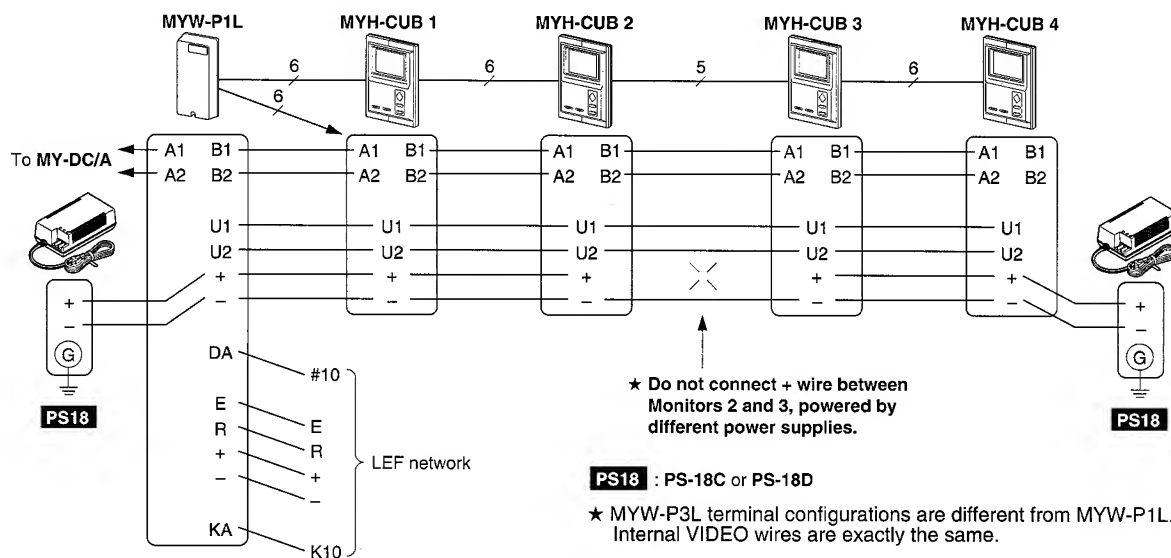 MYW-P1L MYH-CUB 1 MYH-CUB 2 MYH-CUB 3 MYH-CUB 4
6 6 5 6
6
To MY-DC/A
A1 B1 A1 B1 A1 B1 A1 B1 A1 B1
A2 B2 A2 B2 A2 B2 A2 B2 A2 B2
U1 U1 U1 U1 U1
U2 U2 U2 U2 U2
+ + + + +
– – – – –
+
–
G
PS18
+
–
G
PS18
DA #10
E E
R R
+ +
– –
KA K10
LEF network
★ Do not connect + wire between
Monitors 2 and 3, powered by
different power supplies.
PS18 : PS-18C or PS-18D
★ MYW-P3L terminal configurations are different from MYW-P1L.
Internal VIDEO wires are exactly the same.